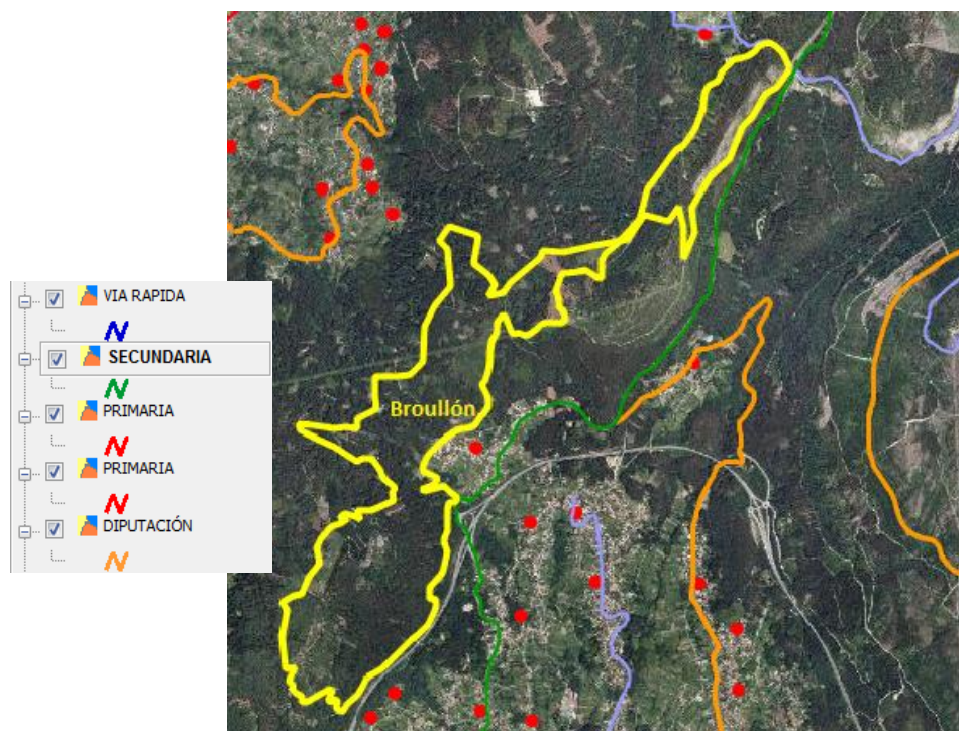 VIA RAPIDA
SECUNDARIA
PRIMARIA
PRIMARIA
DIPUTACIÓN
Broullón